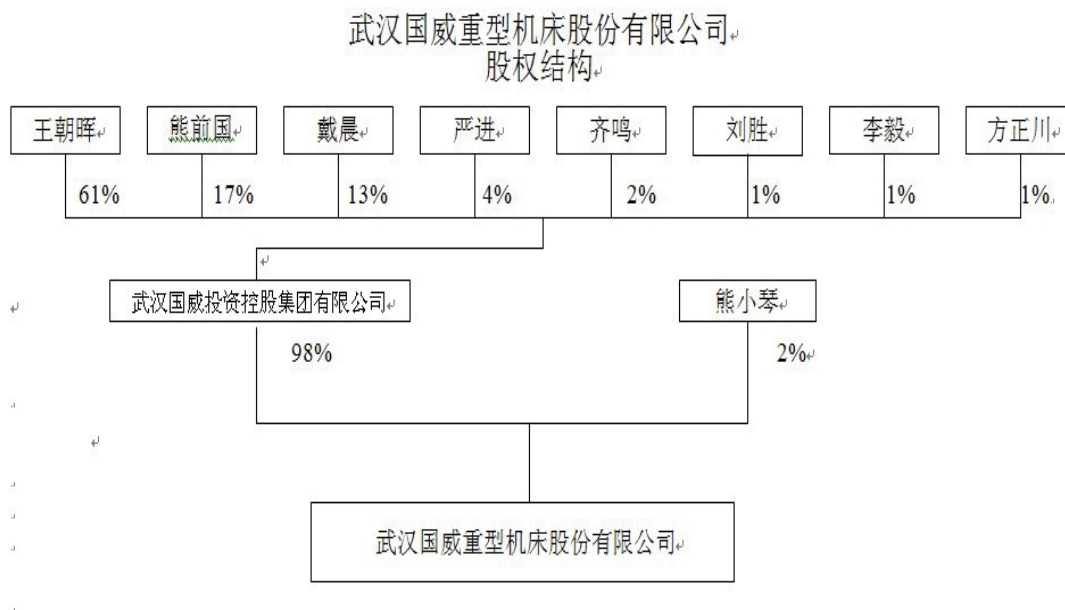 武汉国威重型机床股份有限公司
股权结构
王朝晖 熊前国 戴晨 严进 齐鸣 刘胜 李毅 方正川
61% 17% 13% 4% 2% 1% 1% 1%
武汉国威投资控股集团有限公司 熊小琴
98% 2%
武汉国威重型机床股份有限公司